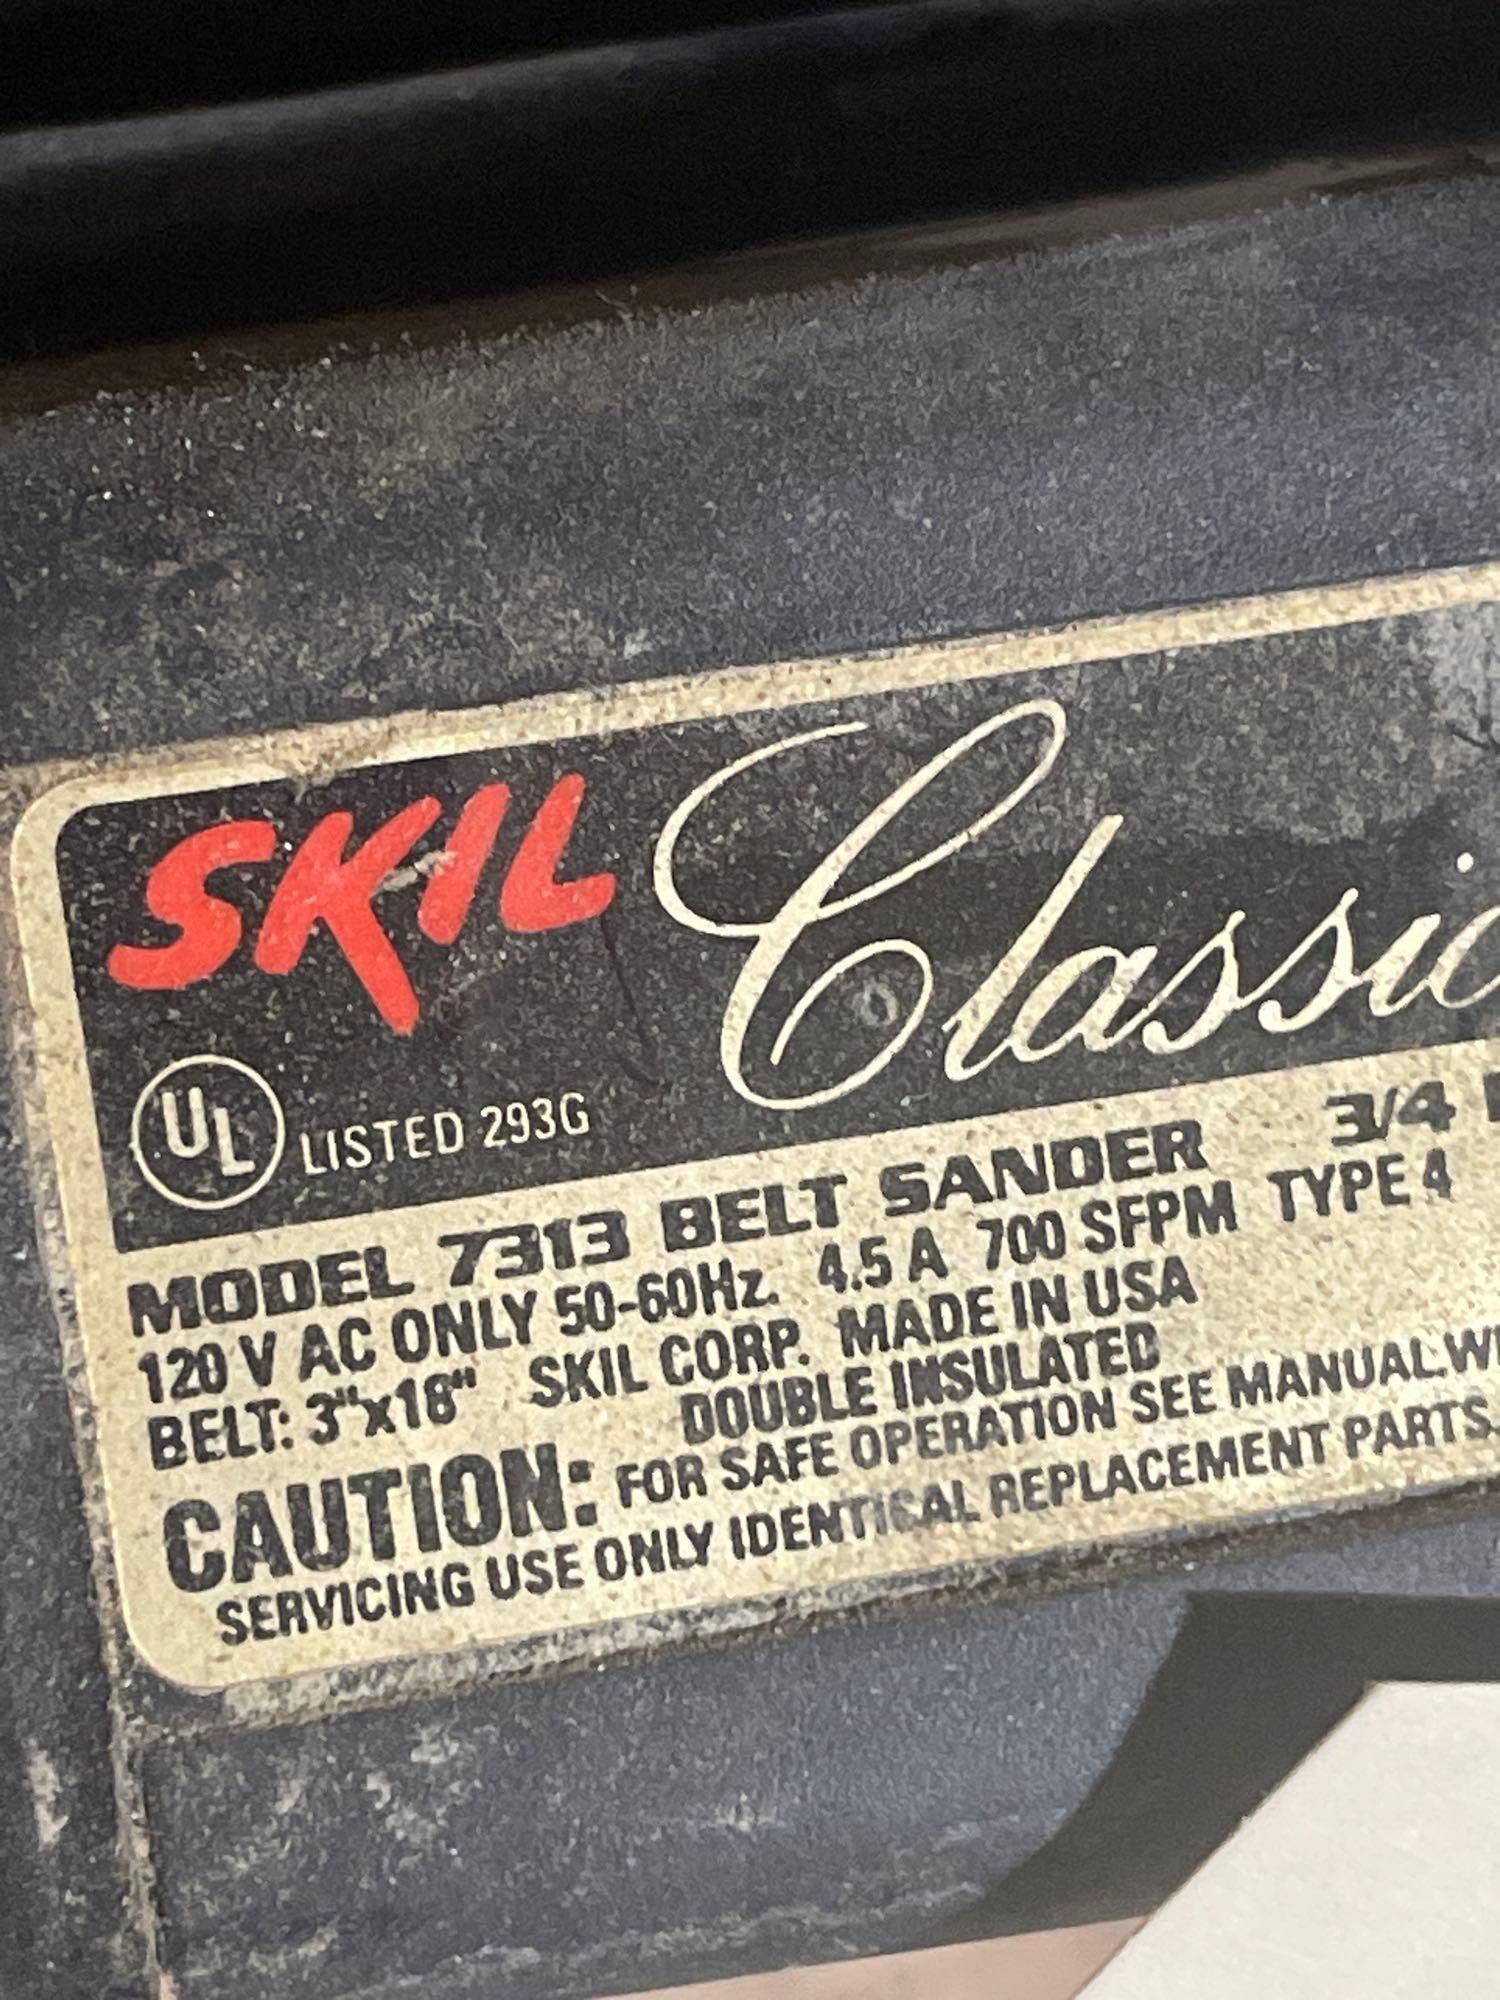 SKIL Classic
UL LISTED 293G
MODEL 7313 BELT SANDER 3/4
120 V AC ONLY 50-60Hz. 4.5 A 700 SFPM TYPE 4
BELT: 3"x18" SKIL CORP. MADE IN USA
DOUBLE INSULATED
CAUTION: FOR SAFE OPERATION SEE MANUAL.
SERVICING USE ONLY IDENTICAL REPLACEMENT PARTS.